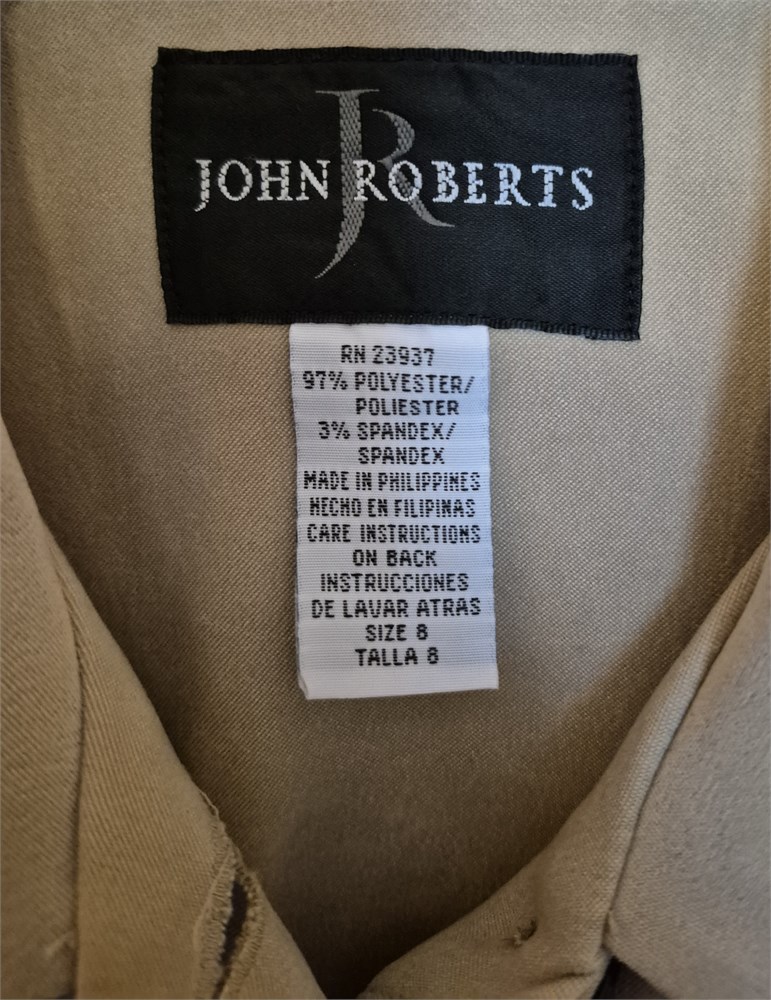 JR
JOHN ROBERTS
RN 23937
97% POLYESTER/
POLIESTER
3% SPANDEX/
SPANDEX
MADE IN PHILIPPINES
HECHO EN FILIPINAS
CARE INSTRUCTIONS
ON BACK
INSTRUCCIONES
DE LAVAR ATRAS
SIZE 8
TALLA 8